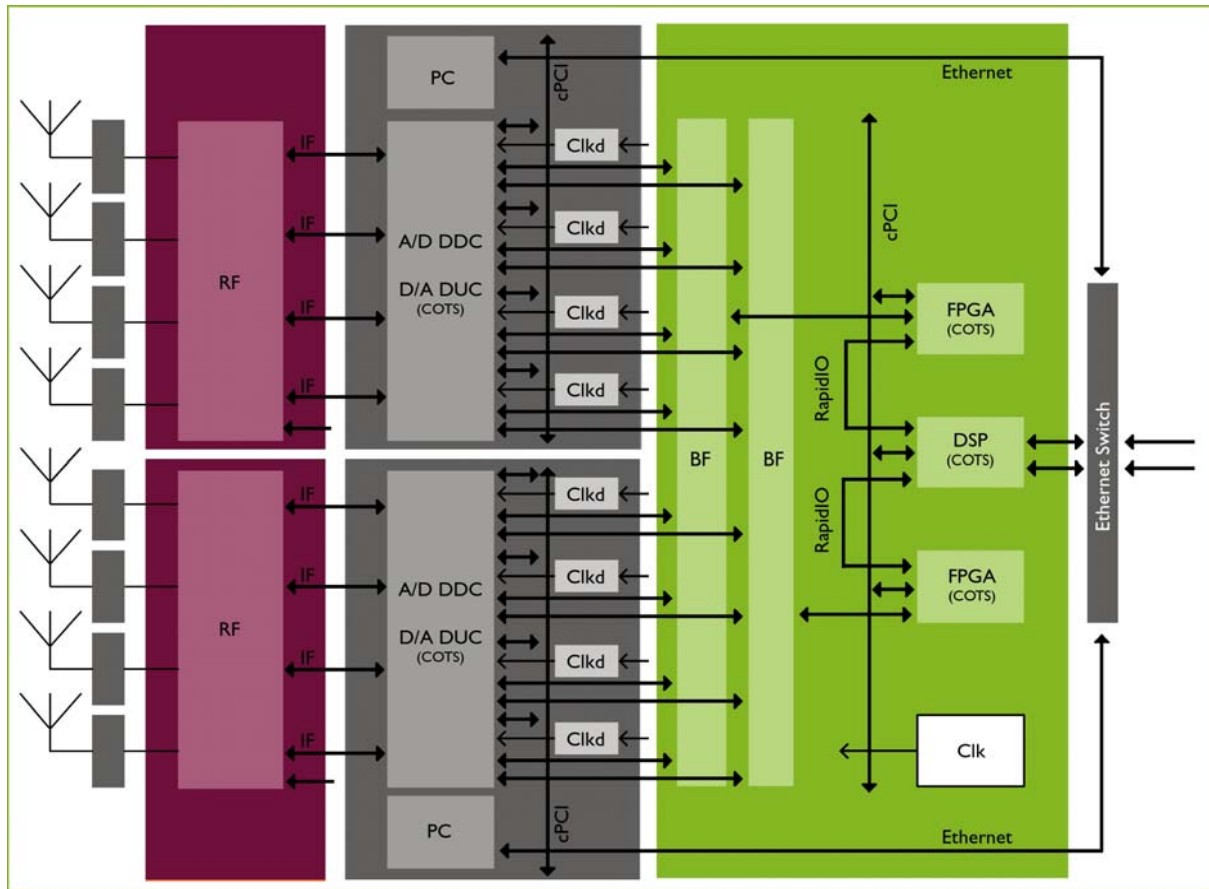 PC
cPCI
Ethernet
IF
Clkd
IF
Clkd
cPCI
A/D DDC
RF
D/A DUC
(COTS)
FPGA
(COTS)
IF
Clkd
RapidIO
IF
Clkd
BF
BF
DSP
(COTS)
Ethernet Switch
IF
Clkd
RapidIO
IF
Clkd
FPGA
(COTS)
A/D DDC
RF
D/A DUC
(COTS)
IF
Clkd
IF
Clkd
Clk
PC
cPCI
Ethernet